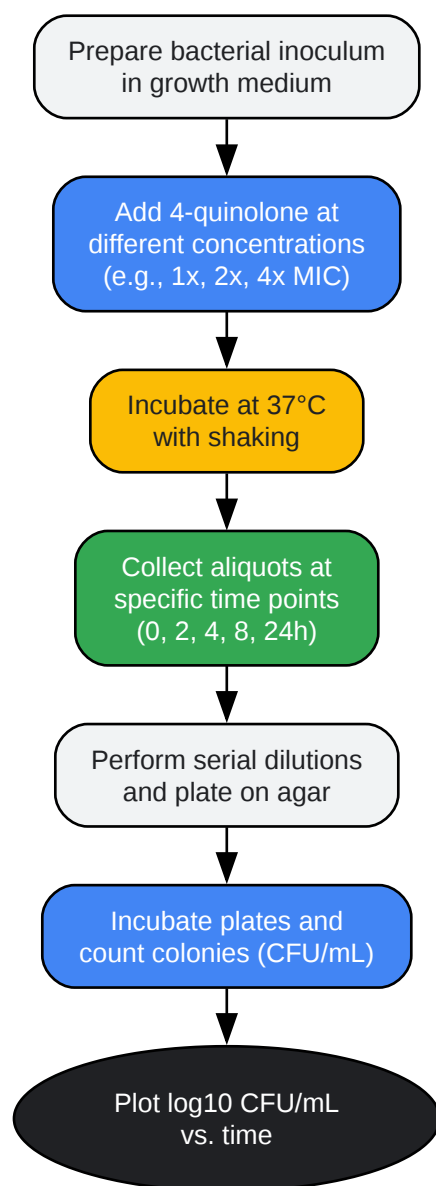 Prepare bacterial inoculum
in growth medium
Add 4-quinolone at
different concentrations
(e.g., 1x, 2x, 4x MIC)
Incubate at 37°C
with shaking
Collect aliquots at
specific time points
(0, 2, 4, 8, 24h)
Perform serial dilutions
and plate on agar
Incubate plates and
count colonies (CFU/mL)
Plot log10 CFU/mL
vs. time